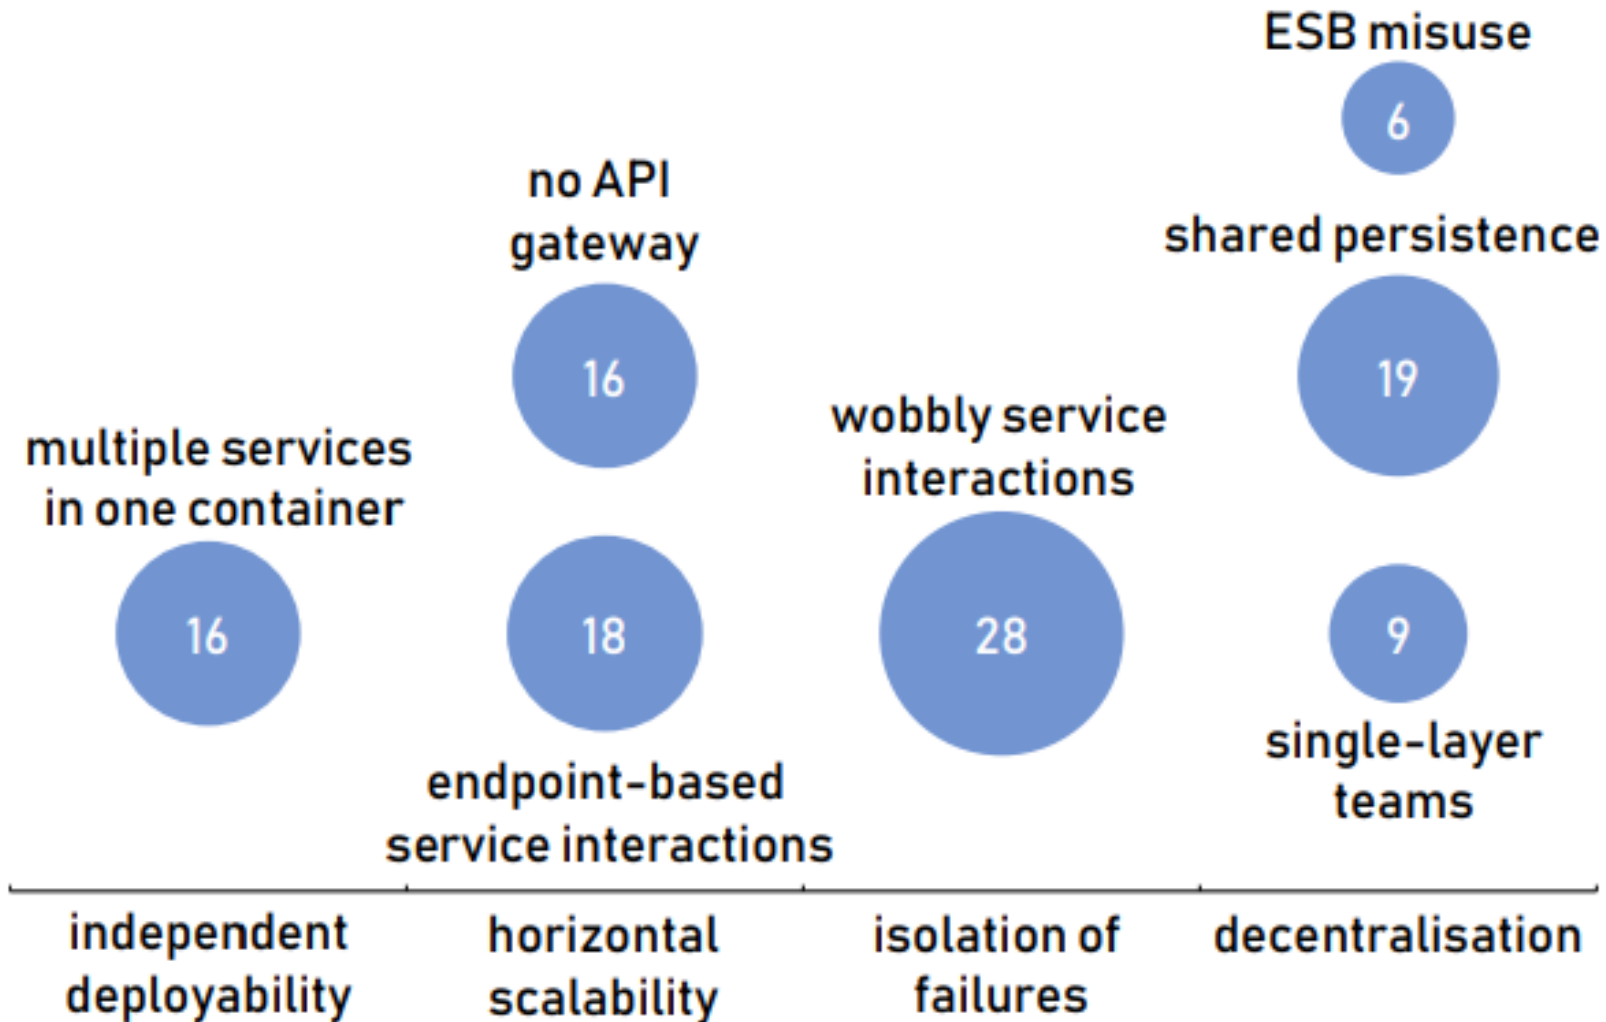 ESB misuse
6
shared persistence
19
single-layer
teams
9
no API
gateway
16
endpoint-based
service interactions
18
wobbly service
interactions
28
multiple services
in one container
16
independent
deployability
horizontal
scalability
isolation of
failures
decentralisation